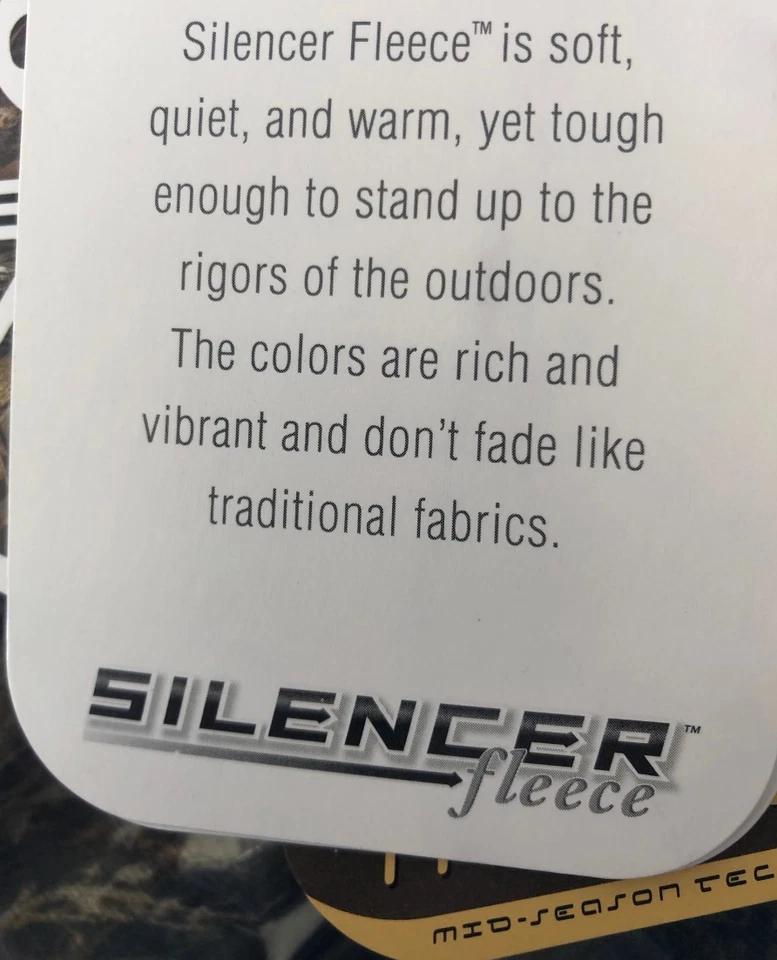 Silencer Fleece™ is soft,
quiet, and warm, yet tough
enough to stand up to the
rigors of the outdoors.
The colors are rich and
vibrant and don't fade like
traditional fabrics.
SILENCER™
fleece
MID-SEASON TEC